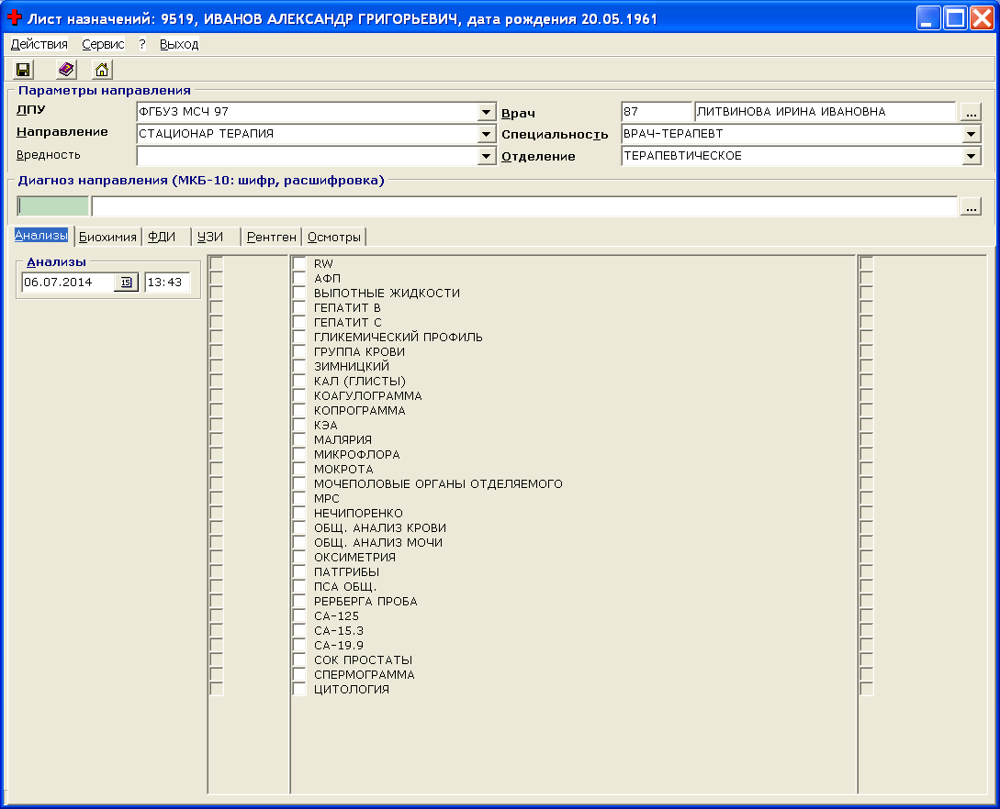 Лист назначений: 9519, ИВАНОВ АЛЕКСАНДР ГРИГОРЬЕВИЧ, дата рождения 20.05.1961
Действия Сервис ? Выход
Параметры направления
ЛПУ ФГБУЗ МСЧ 97 Врач 87 ЛИТВИНОВА ИРИНА ИВАНОВНА ...
Направление СТАЦИОНАР ТЕРАПИЯ Специальность ВРАЧ-ТЕРАПЕВТ
Вредность Отделение ТЕРАПЕВТИЧЕСКОЕ
Диагноз направления (МКБ-10: шифр, расшифровка)
...
Анализы Биохимия ФДИ УЗИ Рентген Осмотры
Анализы
06.07.2014 15 13:43
RW
АФП
ВЫПОТНЫЕ ЖИДКОСТИ
ГЕПАТИТ В
ГЕПАТИТ С
ГЛИКЕМИЧЕСКИЙ ПРОФИЛЬ
ГРУППА КРОВИ
ЗИМНИЦКИЙ
КАЛ (ГЛИСТЫ)
КОАГУЛОГРАММА
КОПРОГРАММА
КЭА
МАЛЯРИЯ
МИКРОФЛОРА
МОКРОТА
МОЧЕПОЛОВЫЕ ОРГАНЫ ОТДЕЛЯЕМОГО
МРС
НЕЧИПОРЕНКО
ОБЩ. АНАЛИЗ КРОВИ
ОБЩ. АНАЛИЗ МОЧИ
ОКСИМЕТРИЯ
ПАТГРИБЫ
ПСА ОБЩ.
РЕРБЕРГА ПРОБА
СА-125
СА-15.3
СА-19.9
СОК ПРОСТАТЫ
СПЕРМОГРАММА
ЦИТОЛОГИЯ